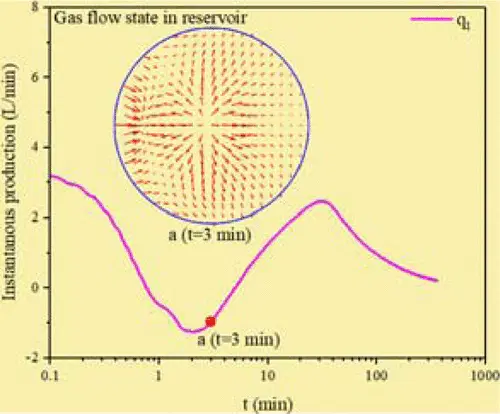 Gas flow state in reservoir
q₁
8
6
4
2
0
-2
Instantanous production (L/min)
a (t=3 min)
a (t=3 min)
0.1
1
10
100
1000
t (min)